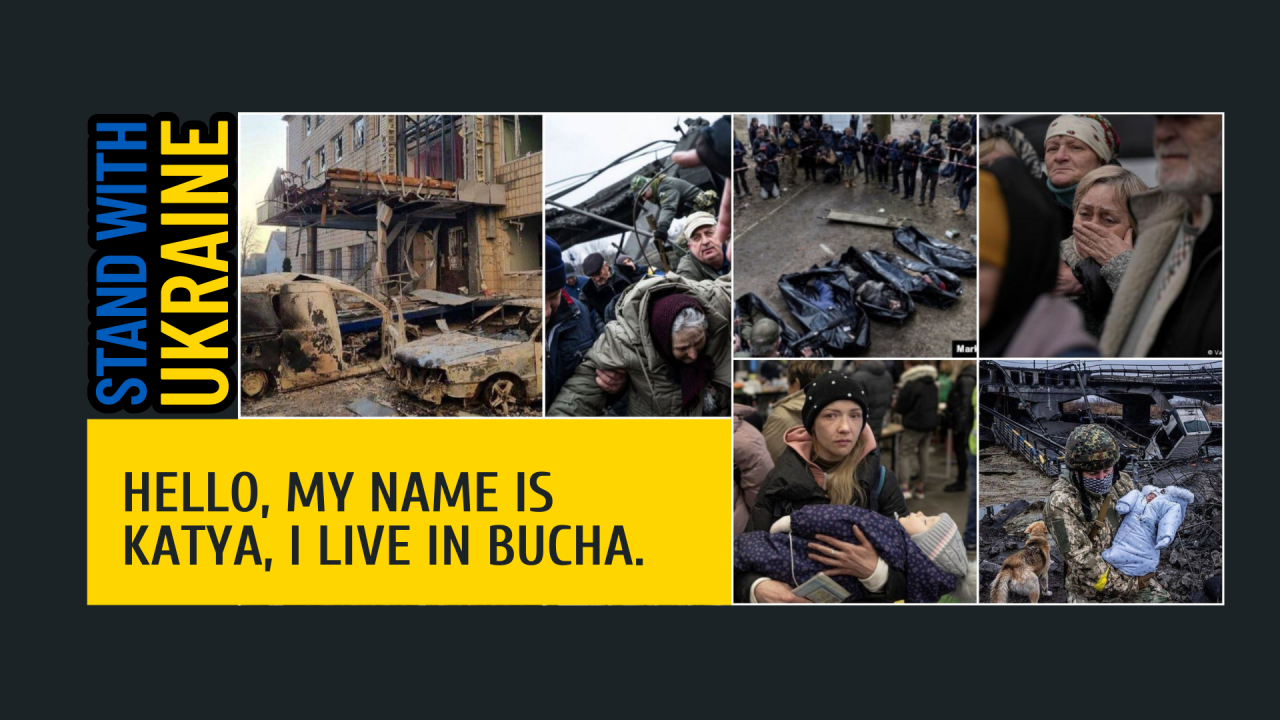 STAND WITH
UKRAINE
HELLO, MY NAME IS
KATYA, I LIVE IN BUCHA.